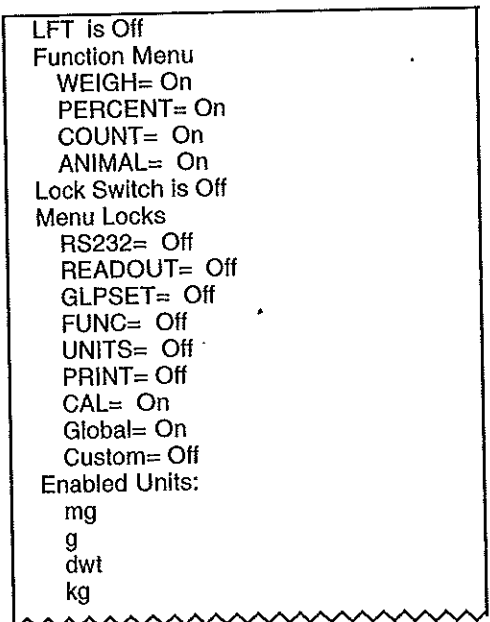 LFT is Off
Function Menu
WEIGH= On
PERCENT= On
COUNT= On
ANIMAL= On
Lock Switch is Off
Menu Locks
RS232= Off
READOUT= Off
GLPSET= Off
FUNC= Off
UNITS= Off
PRINT= Off
CAL= On
Global= On
Custom= Off
Enabled Units:
mg
g
dwt
kg